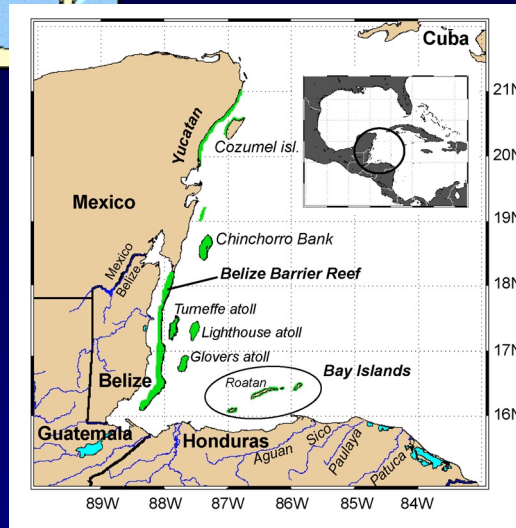 Cuba
21N
Yucatan
Cozumel isl.
20N
Mexico
19N
Chinchorro Bank
Mexico
Belize
Belize Barrier Reef
18N
Turneffe atoll
Lighthouse atoll
17N
Glovers atoll
Bay Islands
Belize
Roatan
16N
Guatemala
Honduras
Aguan
Sico
Paulaya
Patuca
89W 88W 87W 86W 85W 84W